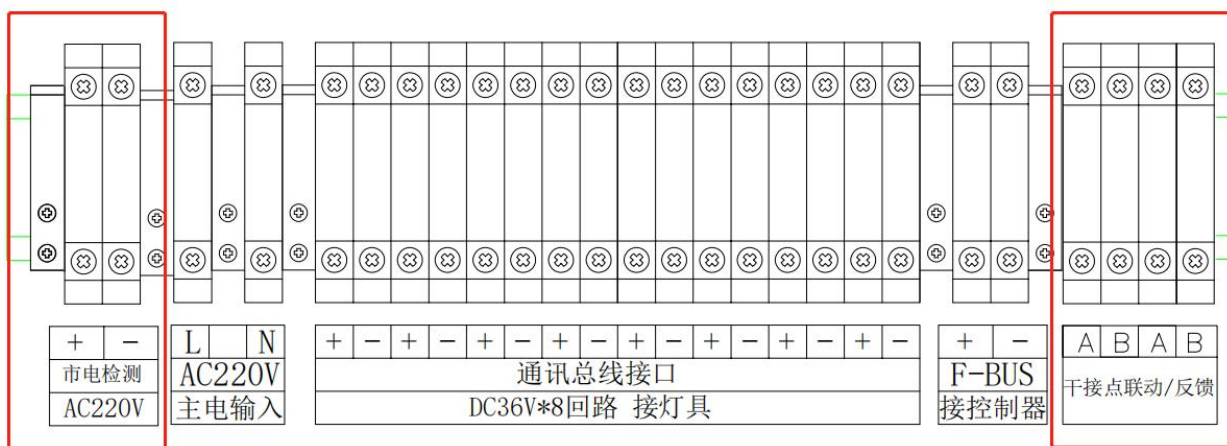 + −
市电检测
AC220V
L N
AC220V
主电输入
+ − + − + − + − + − + − + − + −
通讯总线接口
DC36V*8回路 接灯具
+ −
F-BUS
接控制器
A B A B
干接点联动/反馈